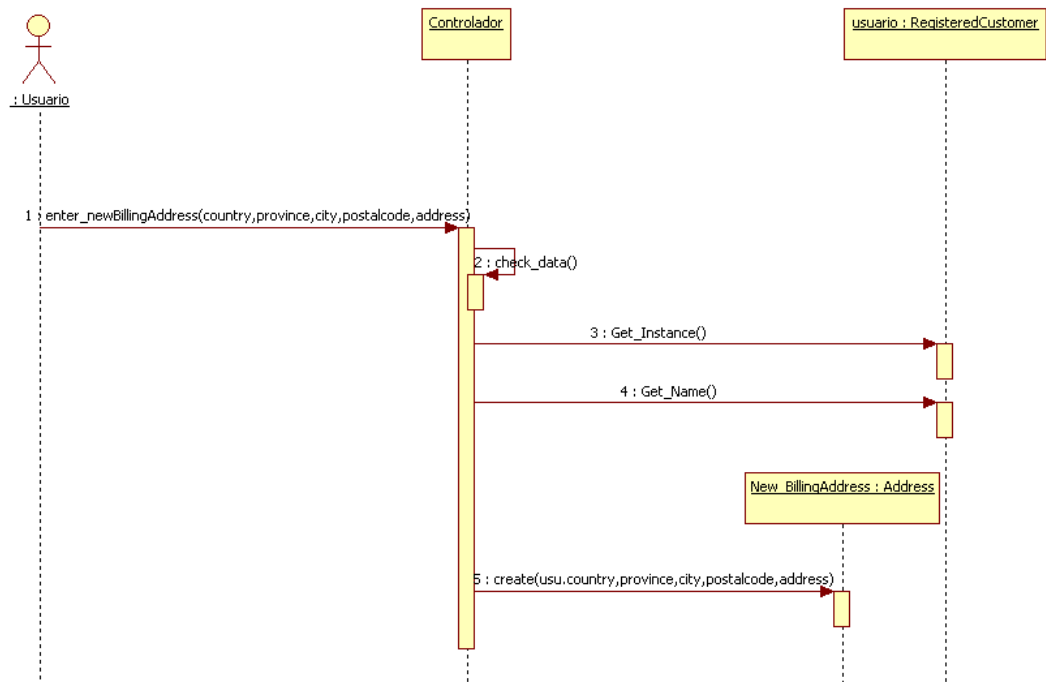 Controlador
usuario : RegisteredCustomer
: Usuario
1 : enter_newBillingAddress(country,province,city,postalcode,address)
2 : check_data()
3 : Get_Instance()
4 : Get_Name()
New_BillingAddress : Address
5 : create(usu.country,province,city,postalcode,address)